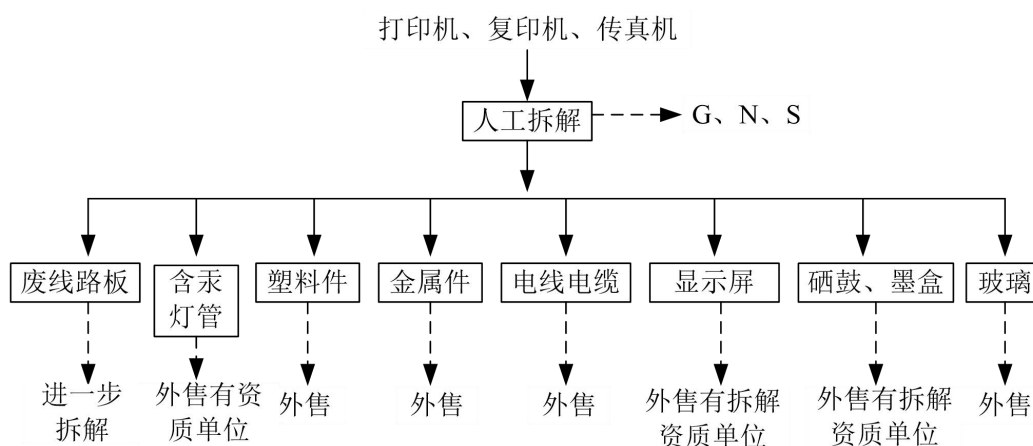 打印机、复印机、传真机
人工拆解
G、N、S
废线路板
含汞
灯管
塑料件
金属件
电线电缆
显示屏
硒鼓、墨盒
玻璃
进一步
拆解
外售有资
质单位
外售
外售
外售
外售有拆解
资质单位
外售有拆解
资质单位
外售